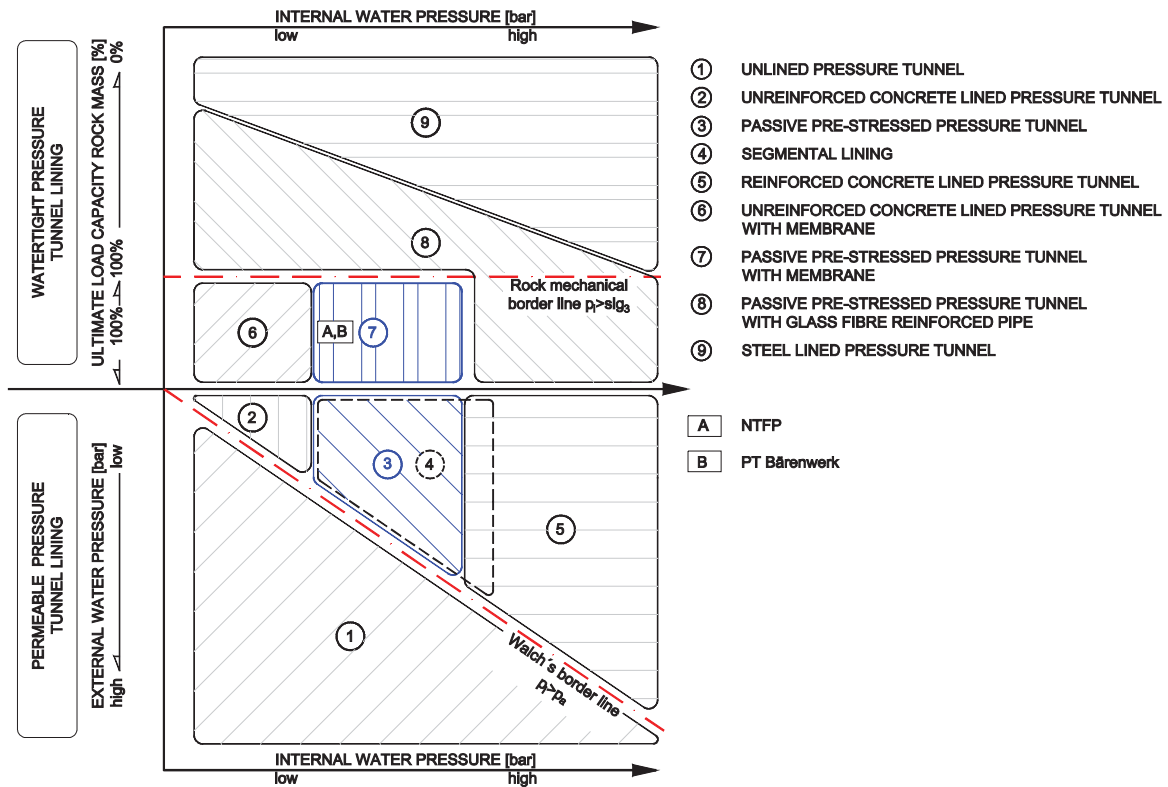 INTERNAL WATER PRESSURE [bar]
low
high
WATERTIGHT PRESSURE
TUNNEL LINING
ULTIMATE LOAD CAPACITY ROCK MASS [%]
0%
100%
100%
9
8
Rock mechanical
border line pᵢ>sig₃
6
A,B
7
PERMEABLE PRESSURE
TUNNEL LINING
EXTERNAL WATER PRESSURE [bar]
low
high
2
3
4
5
1
Walch´s border line
pᵢ>pₐ
INTERNAL WATER PRESSURE [bar]
low
high
1 UNLINED PRESSURE TUNNEL
2 UNREINFORCED CONCRETE LINED PRESSURE TUNNEL
3 PASSIVE PRE-STRESSED PRESSURE TUNNEL
4 SEGMENTAL LINING
5 REINFORCED CONCRETE LINED PRESSURE TUNNEL
6 UNREINFORCED CONCRETE LINED PRESSURE TUNNEL
WITH MEMBRANE
7 PASSIVE PRE-STRESSED PRESSURE TUNNEL
WITH MEMBRANE
8 PASSIVE PRE-STRESSED PRESSURE TUNNEL
WITH GLASS FIBRE REINFORCED PIPE
9 STEEL LINED PRESSURE TUNNEL
A NTFP
B PT Bärenwerk